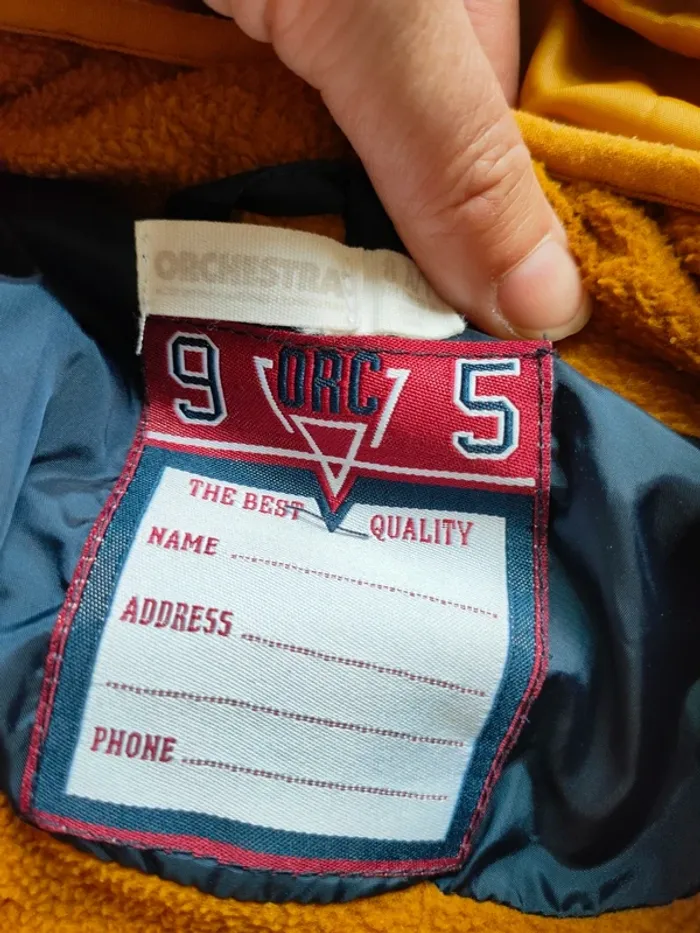 ORCHESTRA
9 ORC 5
THE BEST QUALITY
NAME
ADDRESS
PHONE